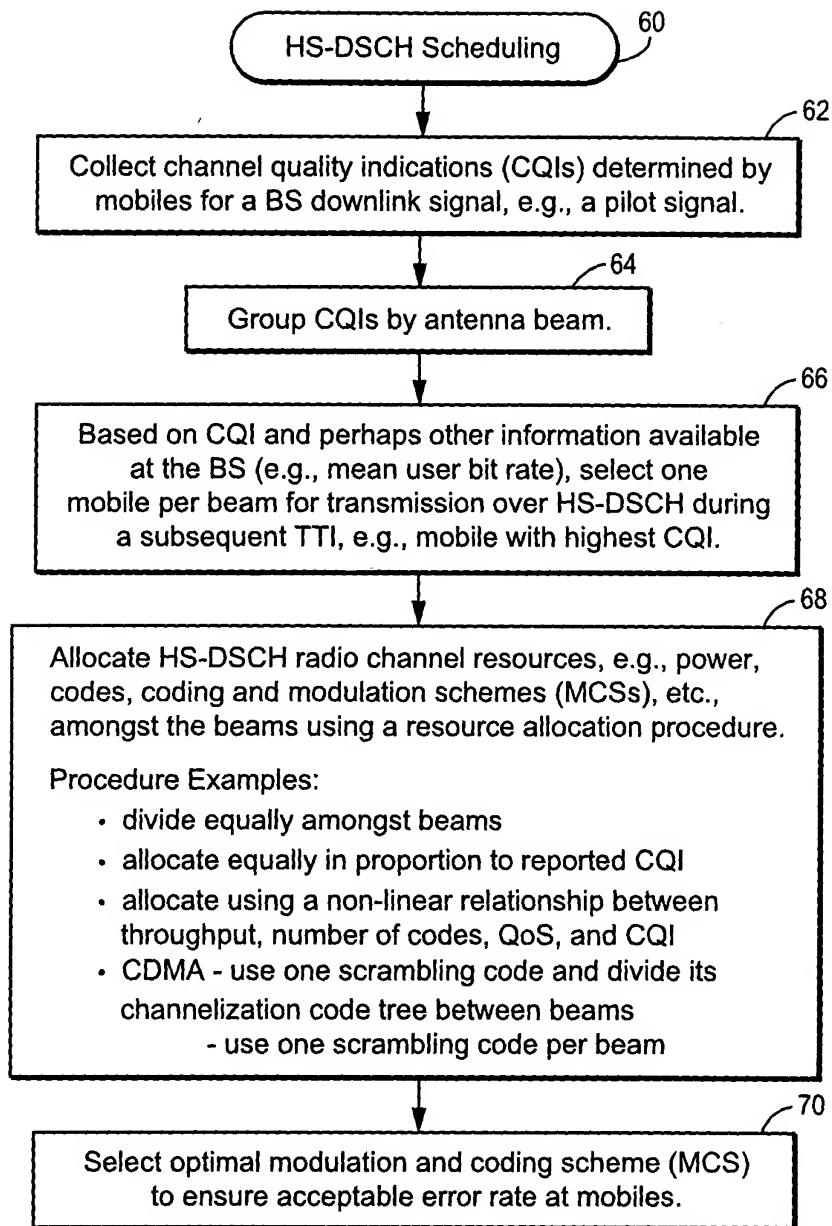 HS-DSCH Scheduling
60
62
Collect channel quality indications (CQIs) determined by
mobiles for a BS downlink signal, e.g., a pilot signal.
64
Group CQIs by antenna beam.
66
Based on CQI and perhaps other information available
at the BS (e.g., mean user bit rate), select one
mobile per beam for transmission over HS-DSCH during
a subsequent TTI, e.g., mobile with highest CQI.
68
Allocate HS-DSCH radio channel resources, e.g., power,
codes, coding and modulation schemes (MCSs), etc.,
amongst the beams using a resource allocation procedure.
Procedure Examples:
• divide equally amongst beams
• allocate equally in proportion to reported CQI
• allocate using a non-linear relationship between
throughput, number of codes, QoS, and CQI
• CDMA - use one scrambling code and divide its
channelization code tree between beams
- use one scrambling code per beam
70
Select optimal modulation and coding scheme (MCS)
to ensure acceptable error rate at mobiles.